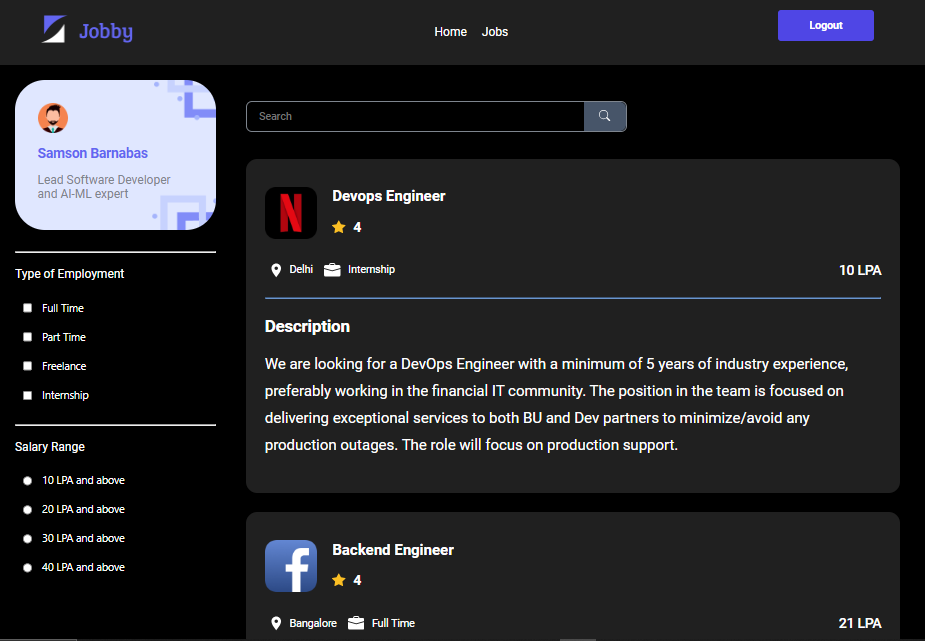 Jobby
Home Jobs
Logout
Samson Barnabas
Lead Software Developer
and AI-ML expert
Type of Employment
Full Time
Part Time
Freelance
Internship
Salary Range
10 LPA and above
20 LPA and above
30 LPA and above
40 LPA and above
Search
N
Devops Engineer
4
Delhi Internship
10 LPA
Description
We are looking for a DevOps Engineer with a minimum of 5 years of industry experience,
preferably working in the financial IT community. The position in the team is focused on
delivering exceptional services to both BU and Dev partners to minimize/avoid any
production outages. The role will focus on production support.
f
Backend Engineer
4
Bangalore Full Time
21 LPA